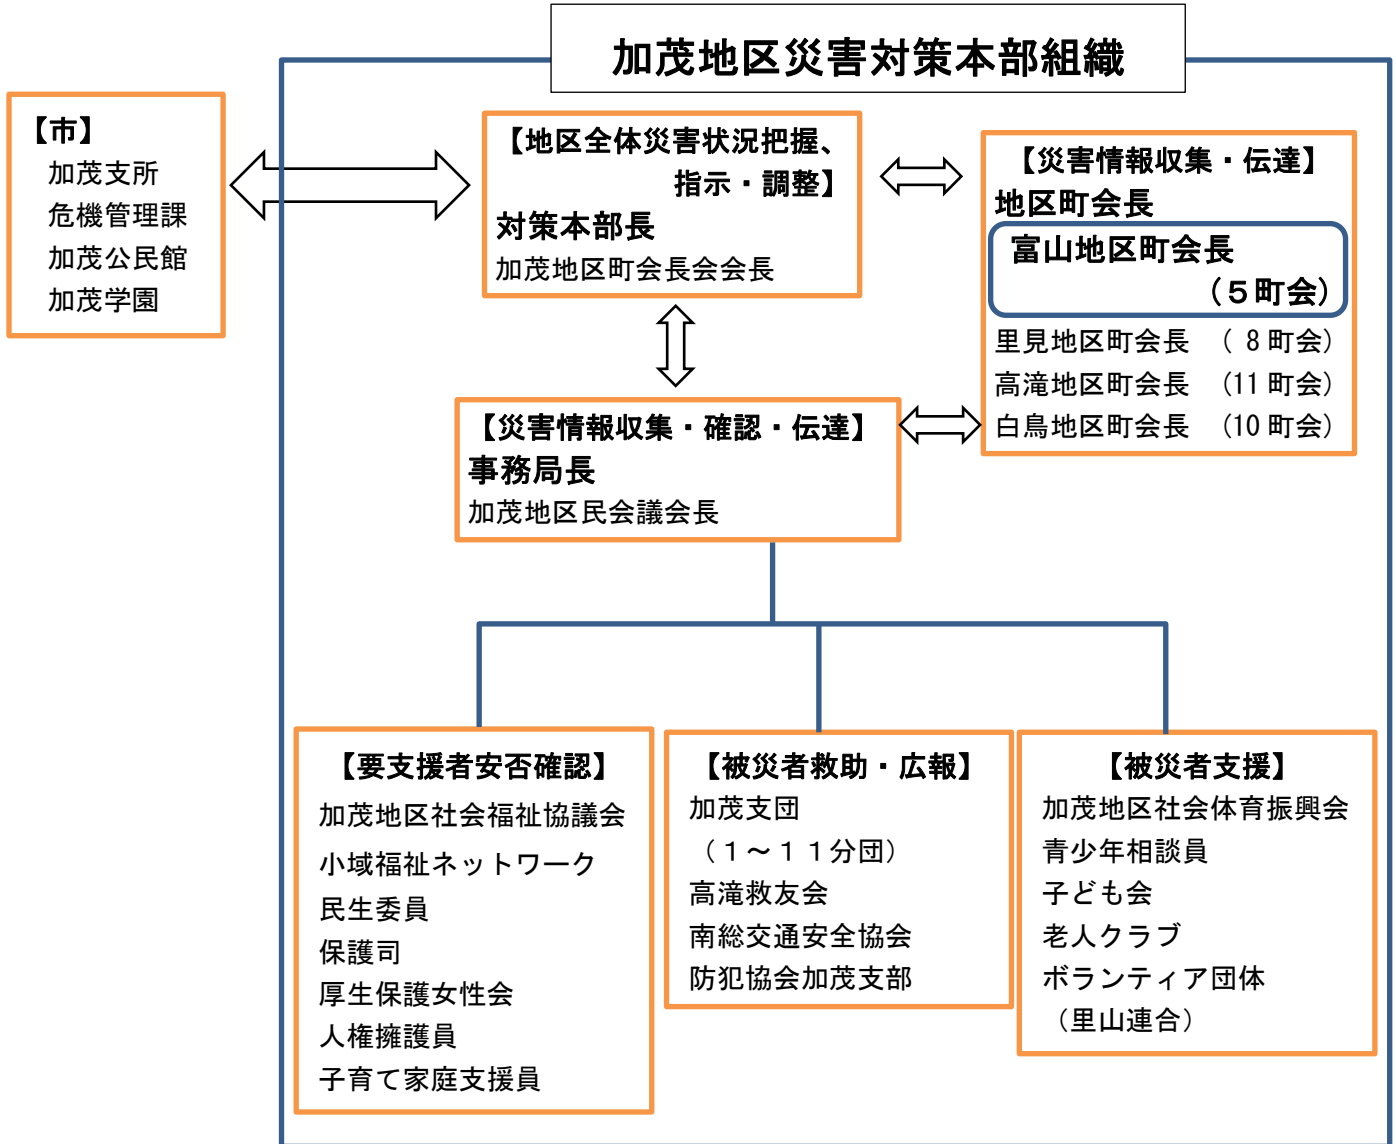 加茂地区災害対策本部組織
【市】
加茂支所
危機管理課
加茂公民館
加茂学園
【地区全体災害状況把握、
指示・調整】
対策本部長
加茂地区町会長会会長
【災害情報収集・伝達】
地区町会長
富山地区町会長
（５町会）
里見地区町会長 （ 8 町会）
高滝地区町会長 （11 町会）
白鳥地区町会長 （10 町会）
【災害情報収集・確認・伝達】
事務局長
加茂地区民会議会長
【要支援者安否確認】
加茂地区社会福祉協議会
小域福祉ネットワーク
民生委員
保護司
厚生保護女性会
人権擁護員
子育て家庭支援員
【被災者救助・広報】
加茂支団
（１～１１分団）
高滝救友会
南総交通安全協会
防犯協会加茂支部
【被災者支援】
加茂地区社会体育振興会
青少年相談員
子ども会
老人クラブ
ボランティア団体
（里山連合）